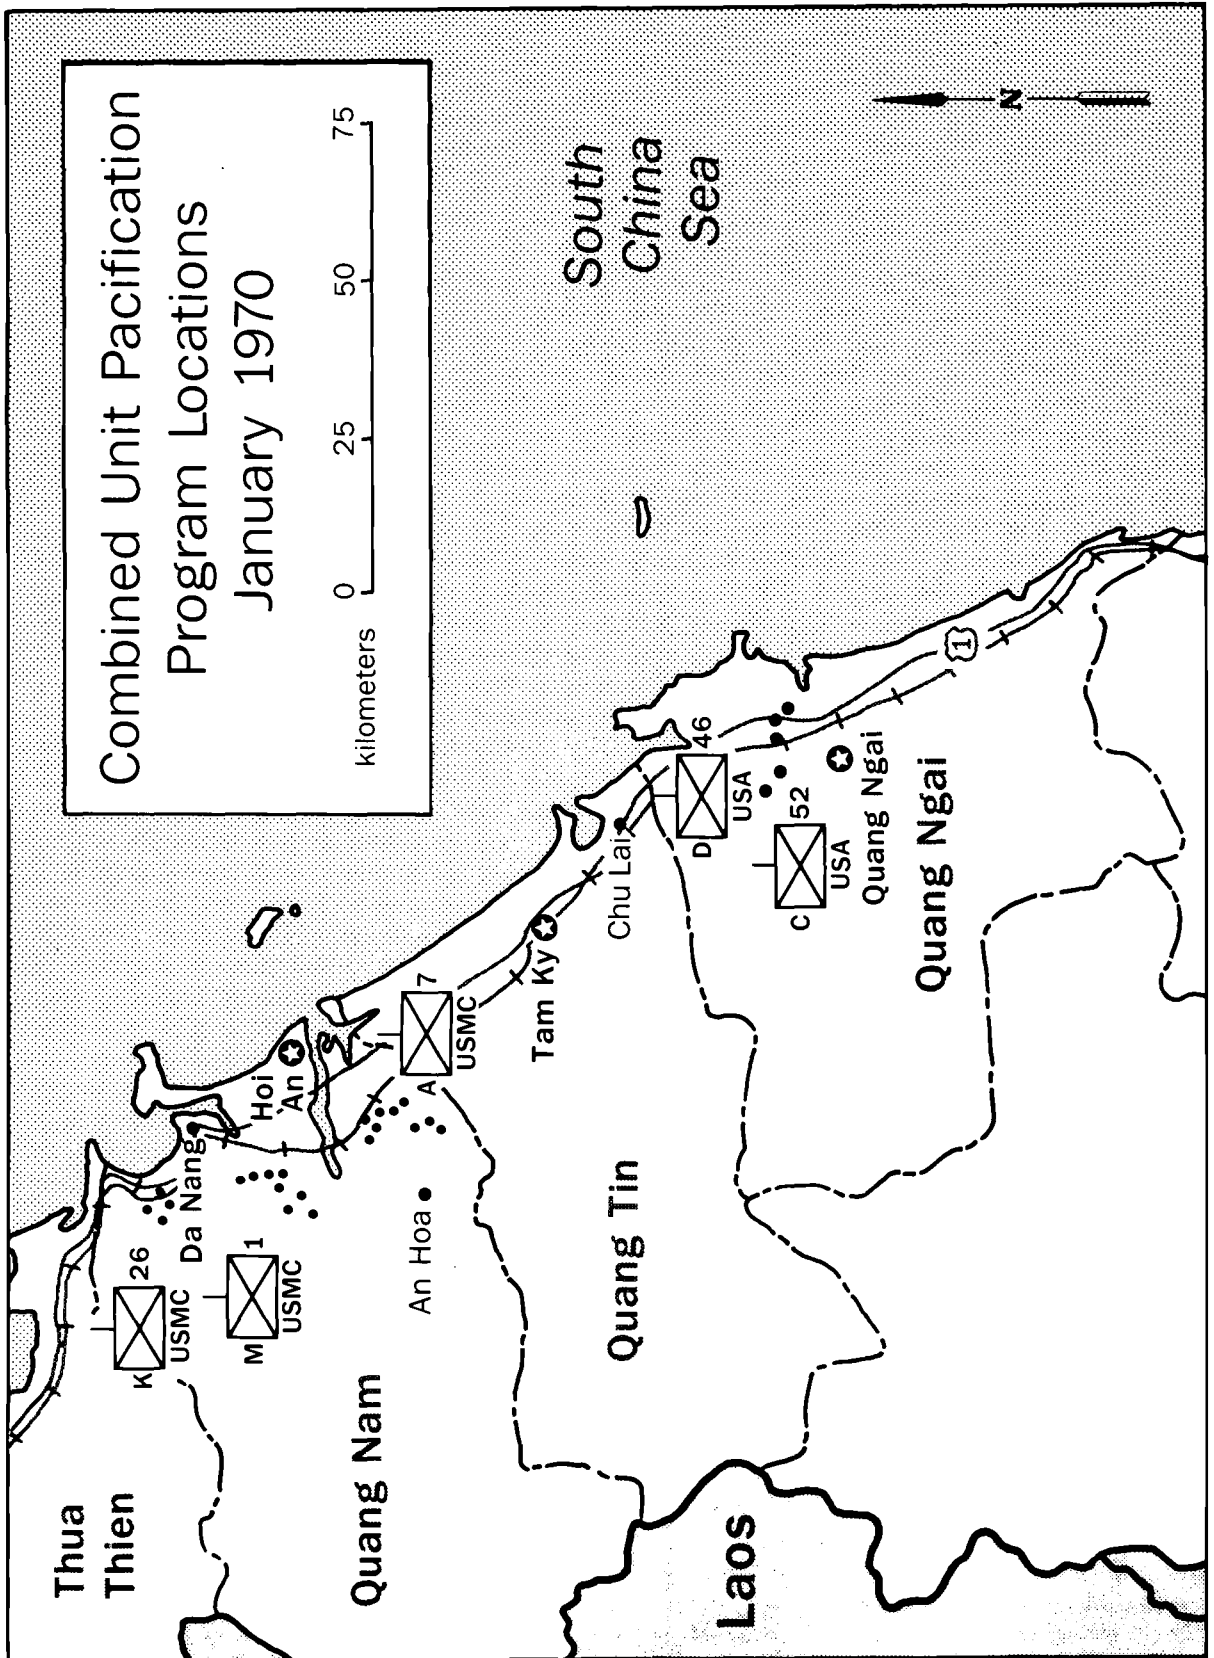 Combined Unit Pacification
Program Locations
January 1970
kilometers
0 25 50 75
N
South
China
Sea
Thua
Thien
K
26
USMC
Da Nang
M
1
USMC
Hoi
An
Quang Nam
An Hoa
A
7
USMC
Tam Ky
Quang Tin
Chu Lai
D
46
USA
C
52
USA
Quang Ngai
Quang Ngai
1
Laos